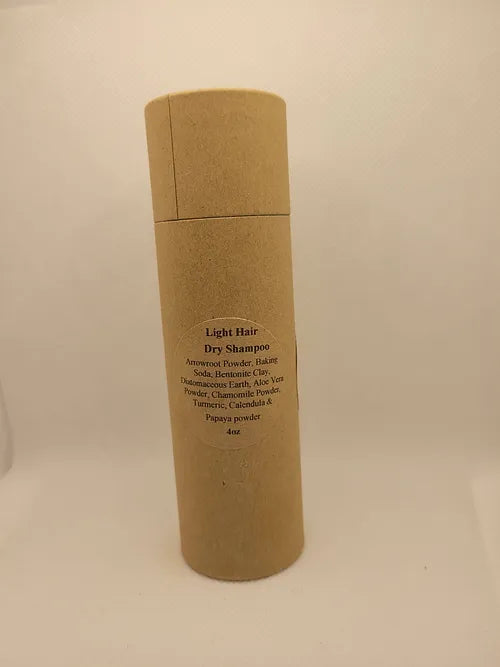 Light Hair
Dry Shampoo
Arrowroot Powder, Baking
Soda, Bentonite Clay,
Diatomaceous Earth, Aloe Vera
Powder, Chamomile Powder,
Turmeric, Calendula &
Papaya powder
4oz